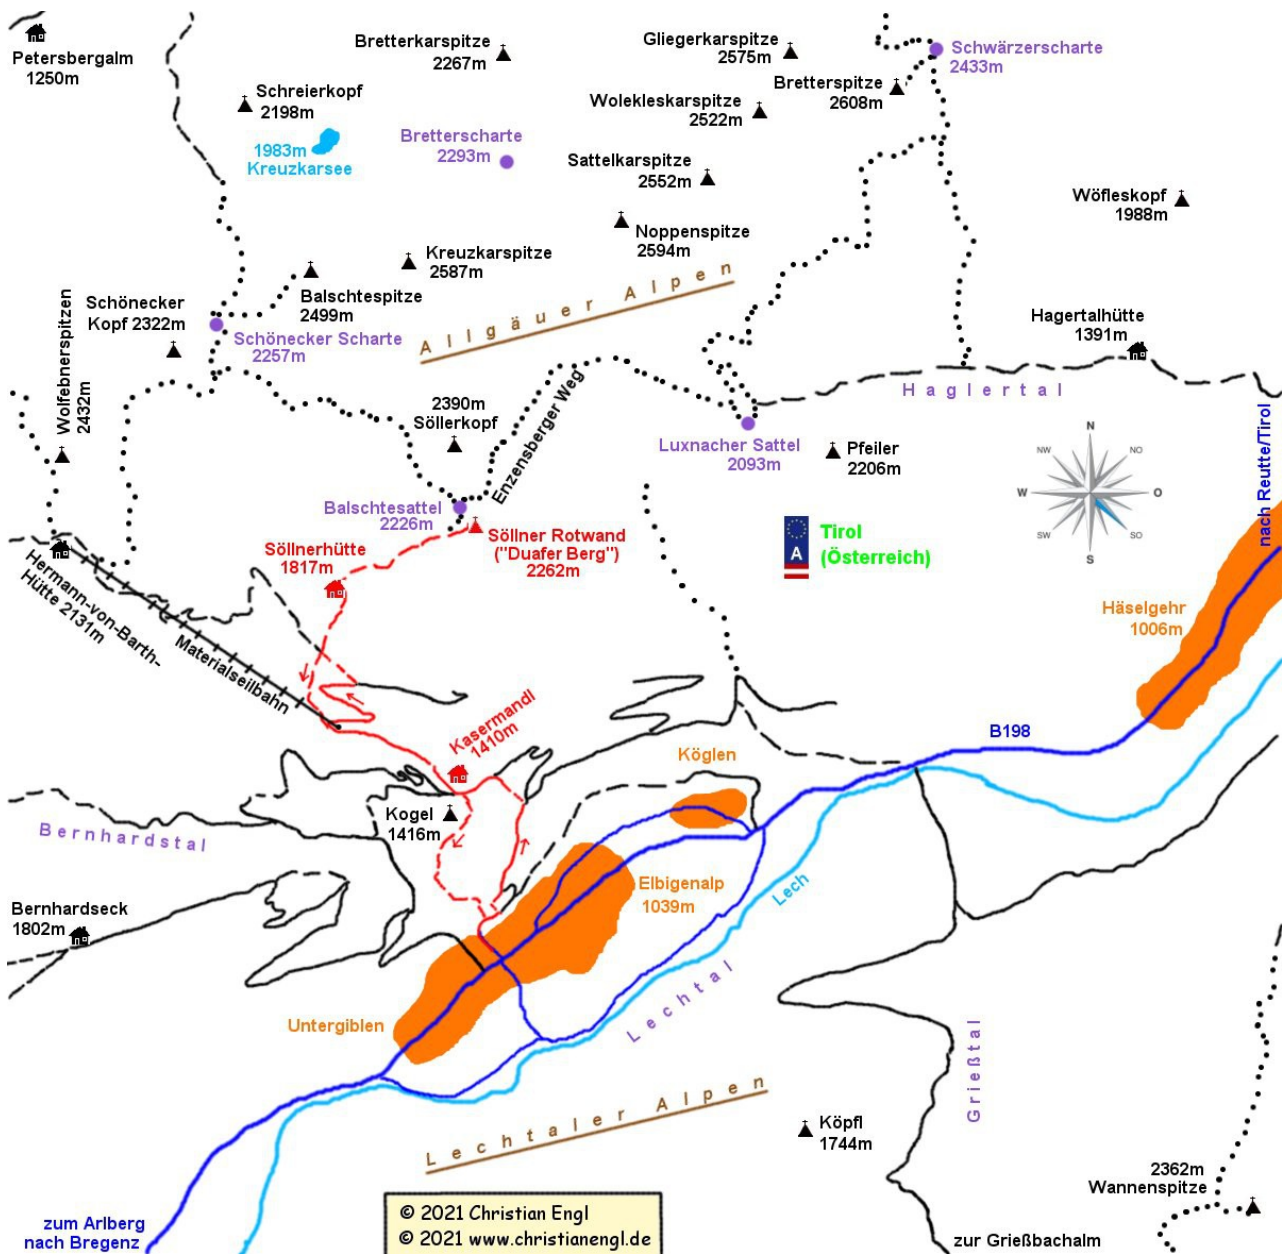 Petersbergalm
1250m
Bretterkarspitze
2267m
Gliegerkarspitze
2575m
Schwärzerscharte
2433m
Schreierkopf
2198m
Bretterspitze
2608m
Wolekleskarspitze
2522m
1983m
Kreuzkarsee
Bretterscharte
2293m
Sattelkarspitze
2552m
Wöfleskopf
1988m
Noppenspitze
2594m
Kreuzkarspitze
2587m
Balschtespitze
2499m
Allgäuer Alpen
Schönecker
Kopf 2322m
Schönecker Scharte
2257m
Hagertalhütte
1391m
Wolfebnerspitzen
2432m
Haglertal
2390m
Söllerkopf
Enzensberger Weg
Luxnacher Sattel
2093m
Pfeiler
2206m
N
NO
O
SO
S
SW
W
NW
nach Reutte/Tirol
Balschtesattel
2226m
Söllner Rotwand
("Duafer Berg")
2262m
A
Tirol
(Österreich)
Söllnerhütte
1817m
Hermann-von-Barth-
Hütte 2131m
Materialseilbahn
Häselgehr
1006m
Kasermandl
1410m
B198
Köglen
Kogel
1416m
Bernhardstal
Elbigenalp
1039m
Lech
Bernhardseck
1802m
Lechtal
Untergiblen
Grießtal
Lechtaler Alpen
Köpfl
1744m
2362m
Wannenspitze
© 2021 Christian Engl
© 2021 www.christianengl.de
zum Arlberg
nach Bregenz
zur Grießbachalm